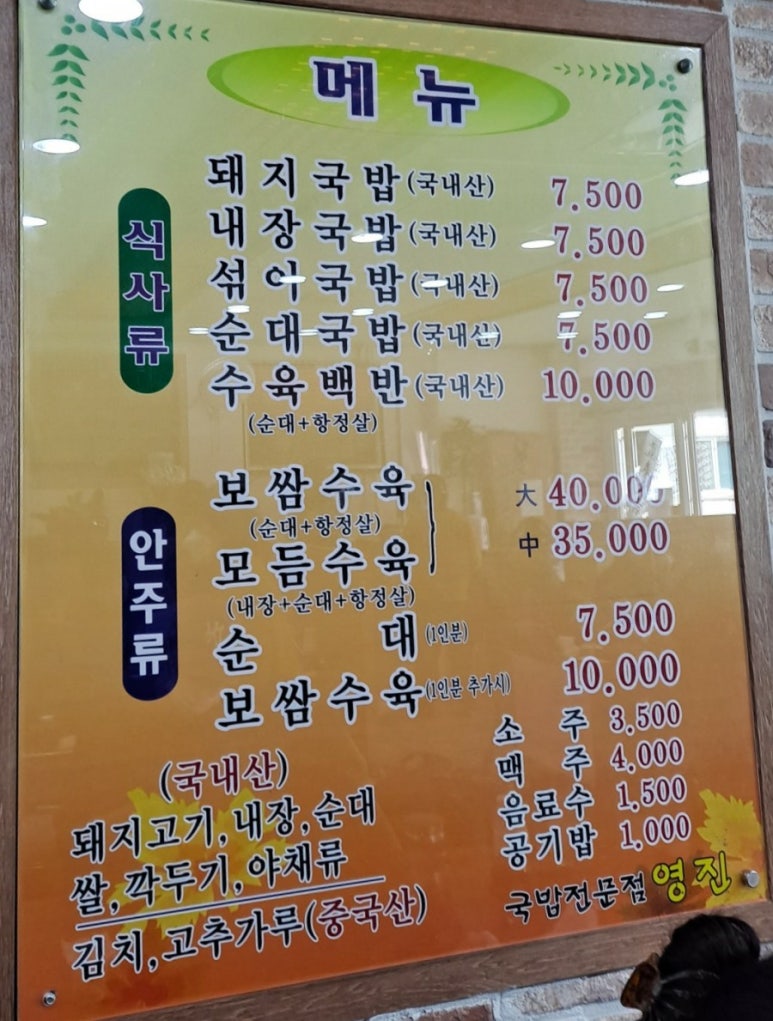 메뉴
식사류
돼지국밥(국내산) 7.500
내장국밥(국내산) 7.500
섞어국밥(국내산) 7.500
순대국밥(국내산) 7.500
수육백반(국내산) 10.000
(순대+항정살)
안주류
보쌈수육 大 40.000
(순대+항정살)
모듬수육 中 35.000
(내장+순대+항정살)
순대(1인분) 7.500
보쌈수육(1인분 추가시) 10.000
소주 3.500
맥주 4.000
음료수 1.500
공기밥 1.000
(국내산)
돼지고기,내장,순대
쌀,깍두기,야채류
김치,고추가루(중국산)
국밥전문점 영진